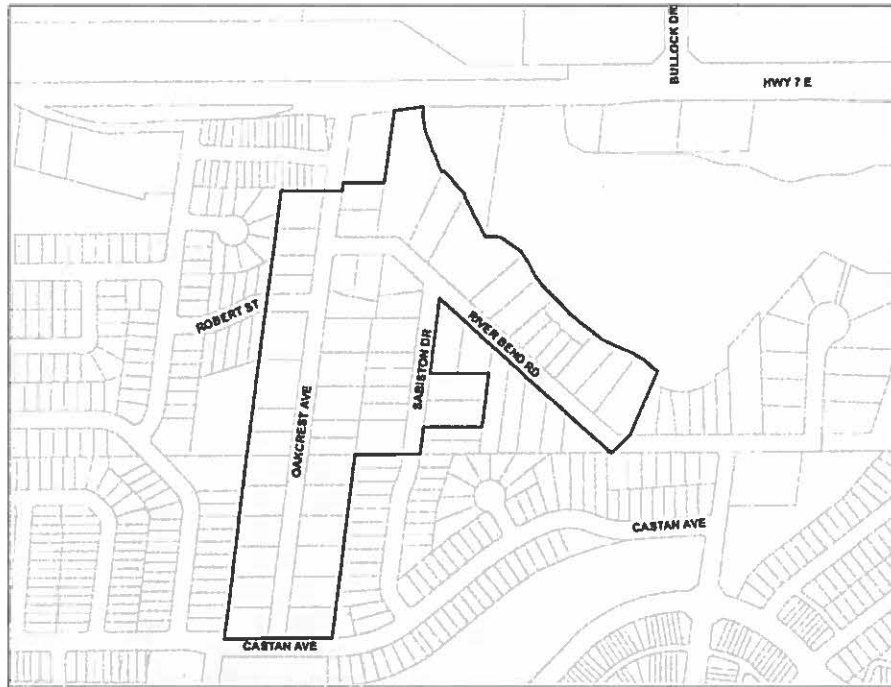 BULLOCK DR
HWY 7 E
ROBERT ST
RIVER BEND RD
SABISTON DR
OAKCREST AVE
CASTAN AVE
CASTAN AVE